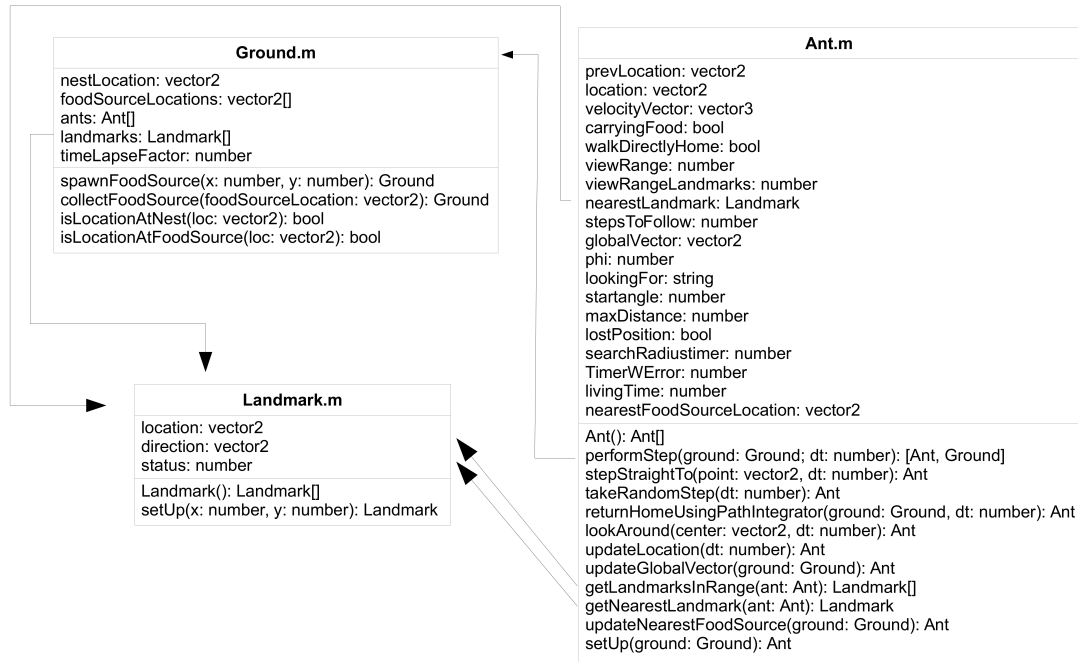 Ground.m
nestLocation: vector2
foodSourceLocations: vector2[]
ants: Ant[]
landmarks: Landmark[]
timeLapseFactor: number
spawnFoodSource(x: number, y: number): Ground
collectFoodSource(foodSourceLocation: vector2): Ground
isLocationAtNest(loc: vector2): bool
isLocationAtFoodSource(loc: vector2): bool
Landmark.m
location: vector2
direction: vector2
status: number
Landmark(): Landmark[]
setUp(x: number, y: number): Landmark
Ant.m
prevLocation: vector2
location: vector2
velocityVector: vector3
carryingFood: bool
walkDirectlyHome: bool
viewRange: number
viewRangeLandmarks: number
nearestLandmark: Landmark
stepsToFollow: number
globalVector: vector2
phi: number
lookingFor: string
startangle: number
maxDistance: number
lostPosition: bool
searchRadiustimer: number
TimerWError: number
livingTime: number
nearestFoodSourceLocation: vector2
Ant(): Ant[]
performStep(ground: Ground; dt: number): [Ant, Ground]
stepStraightTo(point: vector2, dt: number): Ant
takeRandomStep(dt: number): Ant
returnHomeUsingPathIntegrator(ground: Ground, dt: number): Ant
lookAround(center: vector2, dt: number): Ant
updateLocation(dt: number): Ant
updateGlobalVector(ground: Ground): Ant
getLandmarksInRange(ant: Ant): Landmark[]
getNearestLandmark(ant: Ant): Landmark
updateNearestFoodSource(ground: Ground): Ant
setUp(ground: Ground): Ant